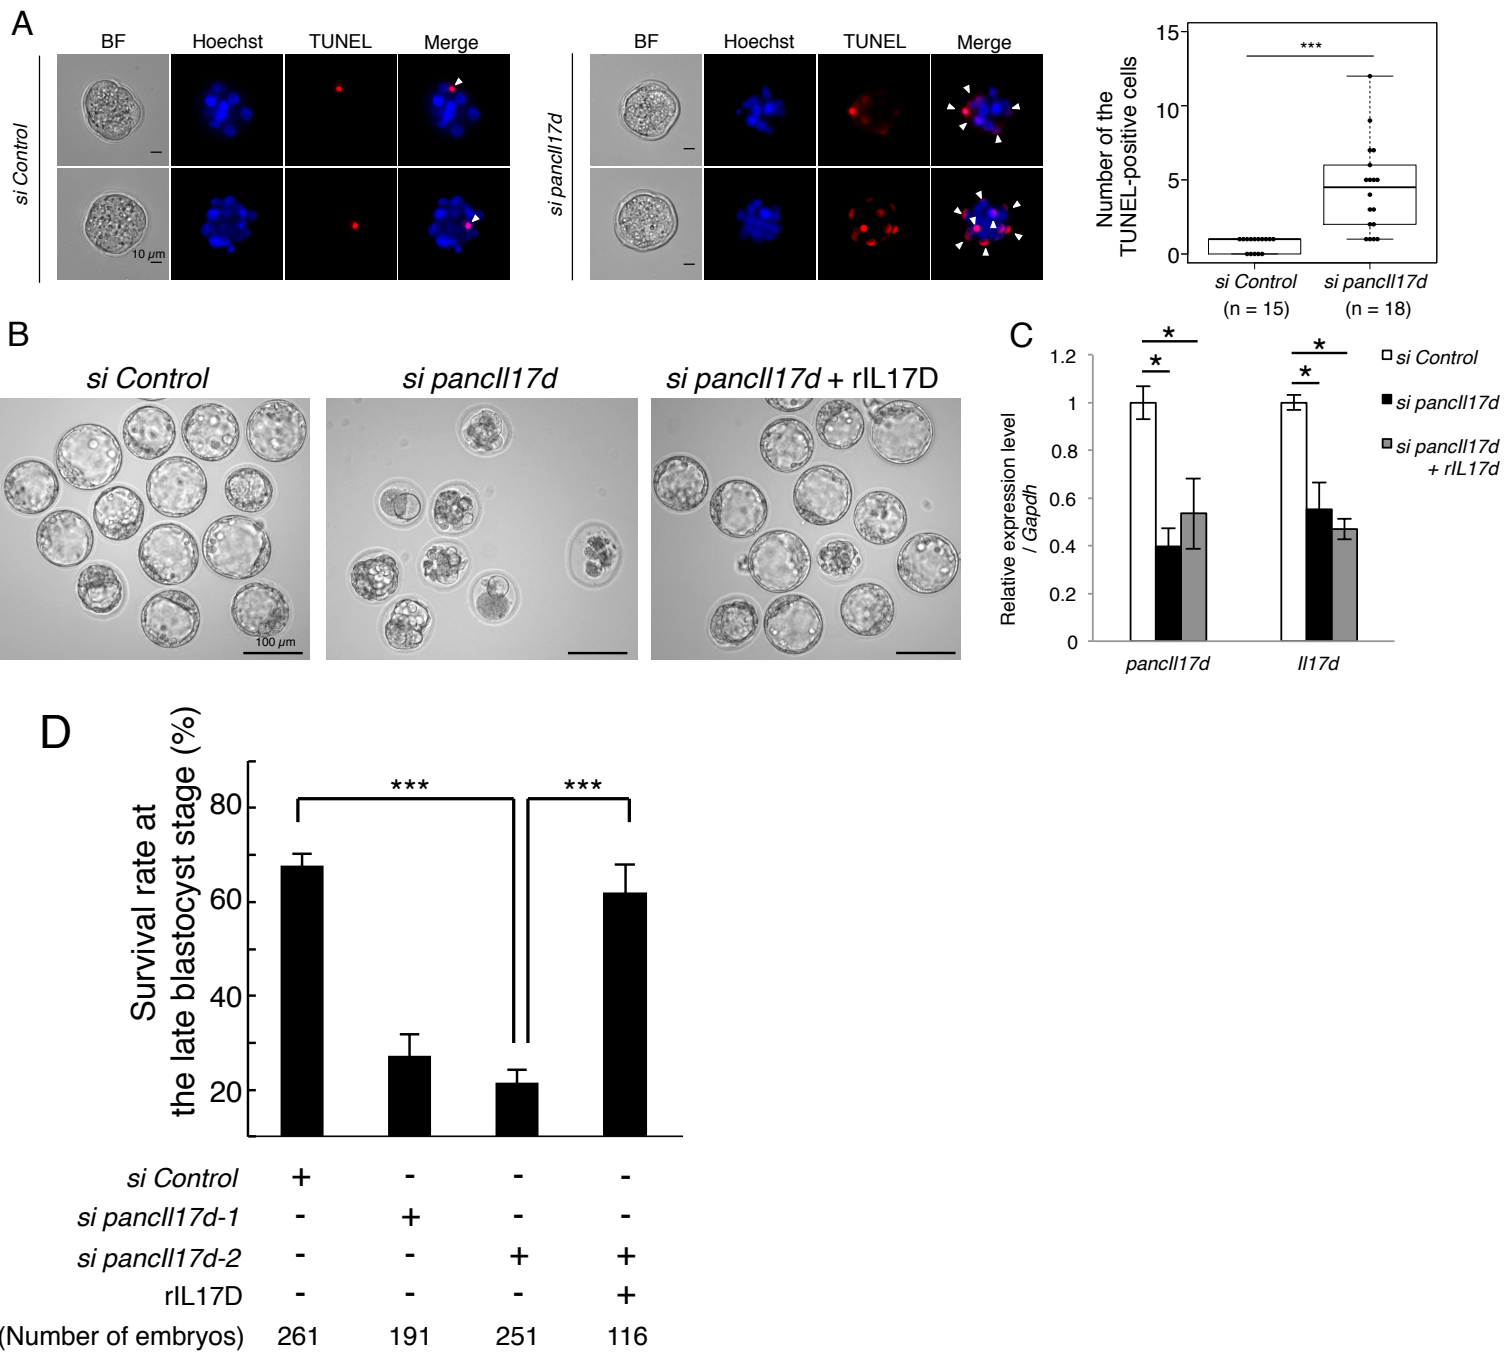 A
BF Hoechst TUNEL Merge
si Control
10 µm
BF Hoechst TUNEL Merge
si pancIl17d
Number of the
TUNEL-positive cells
15
10
5
0
***
si Control
(n = 15)
si pancIl17d
(n = 18)
B
si Control
si pancIl17d
si pancIl17d + rIL17D
100 µm
C
Relative expression level
/ Gapdh
1.2
1
0.8
0.6
0.4
0.2
0
*
*
*
*
pancIl17d
Il17d
si Control
si pancIl17d
si pancIl17d
+ rIL17d
D
Survival rate at
the late blastocyst stage (%)
80
60
40
20
***
***
si Control + - - -
si pancIl17d-1 - + - -
si pancIl17d-2 - - + +
rIL17D - - - +
(Number of embryos) 261 191 251 116